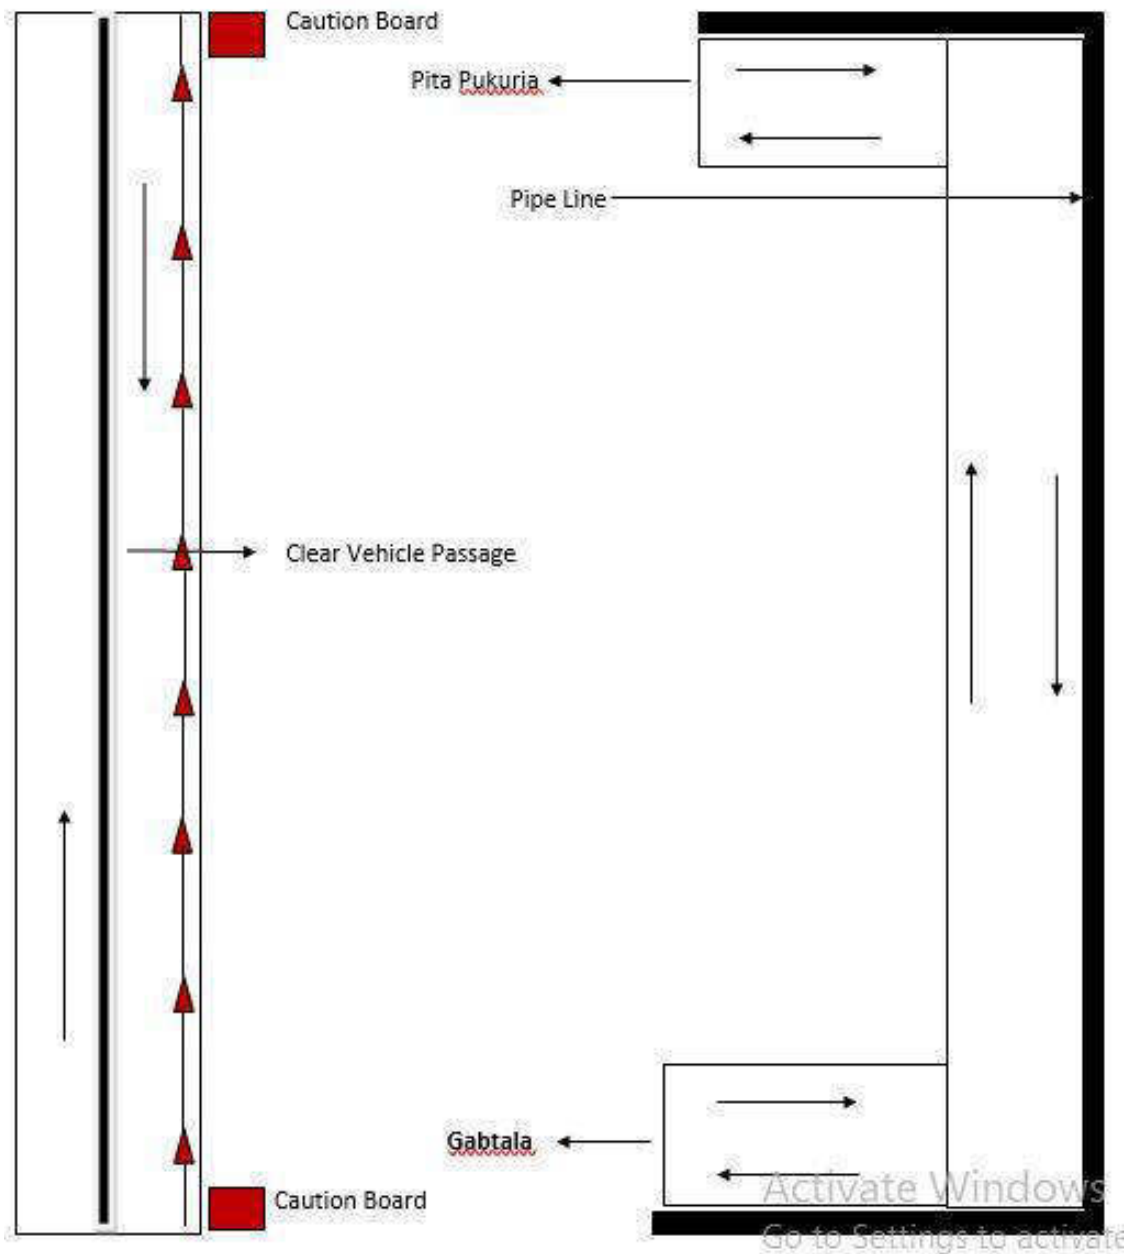 Caution Board
Pita Pukuria
Pipe Line
Clear Vehicle Passage
Gabtala
Caution Board
Activate Windows
Go to Settings to activate